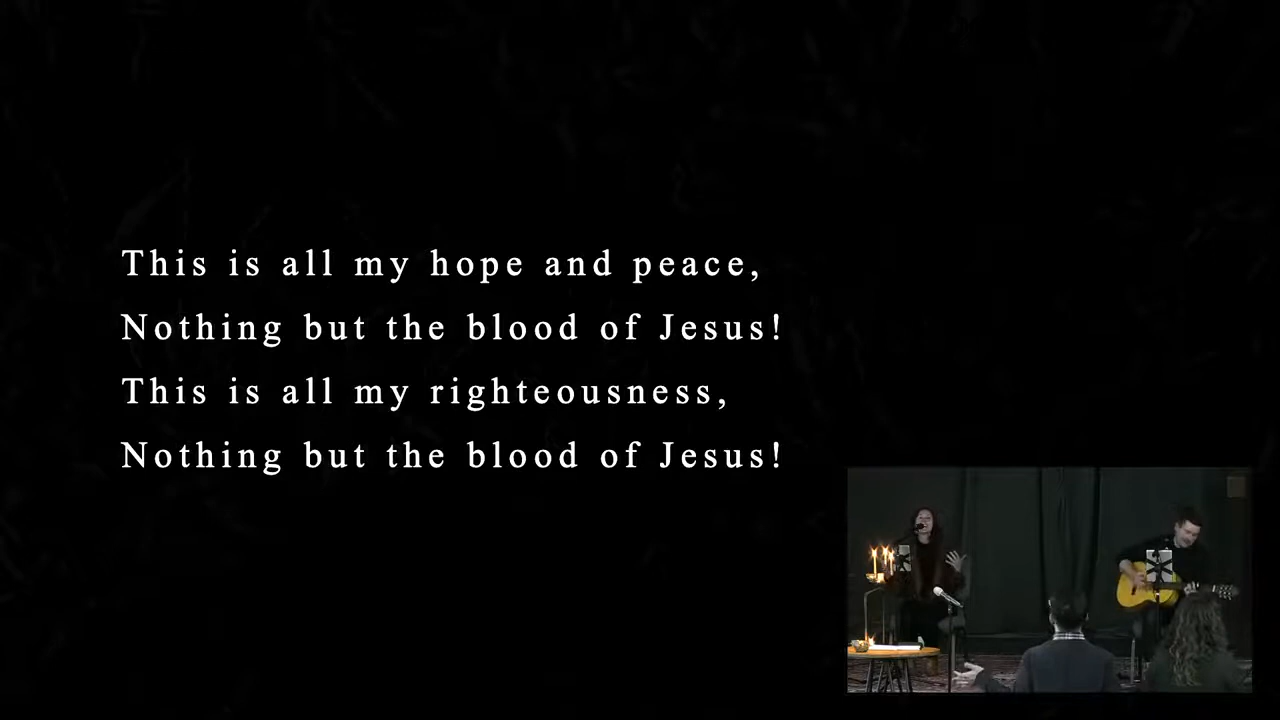 This is all my hope and peace,
Nothing but the blood of Jesus!
This is all my righteousness,
Nothing but the blood of Jesus!